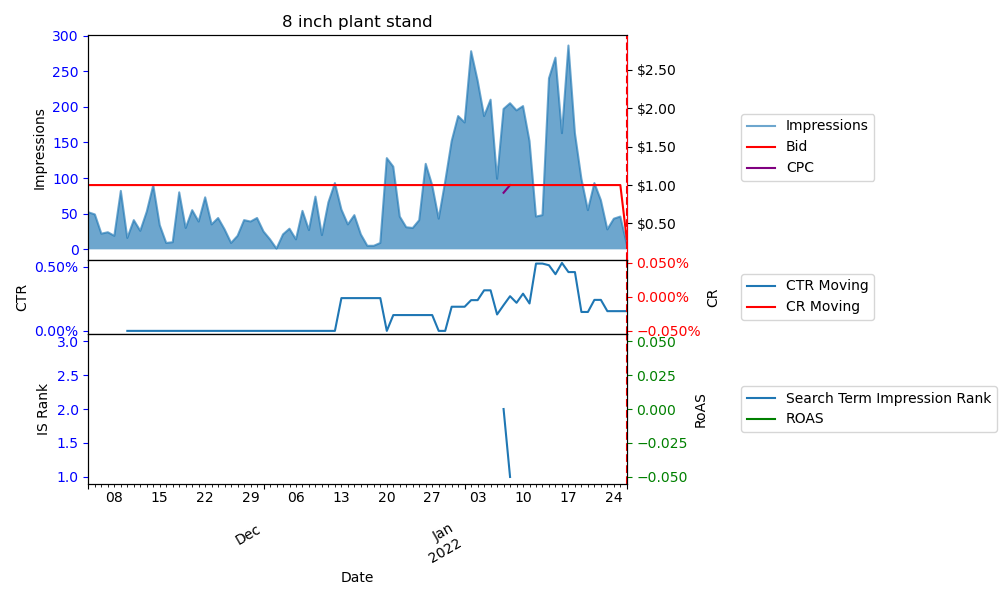 8 inch plant stand
300
250
200
150
100
50
0
Impressions
$2.50
$2.00
$1.50
$1.00
$0.50
Impressions
Bid
CPC
0.50%
0.00%
CTR
0.050%
0.000%
−0.050%
CR
CTR Moving
CR Moving
3.0
2.5
2.0
1.5
1.0
IS Rank
0.050
0.025
0.000
−0.025
−0.050
RoAS
Search Term Impression Rank
ROAS
08 15 22 29 06 13 20 27 03 10 17 24
Dec
Jan
2022
Date